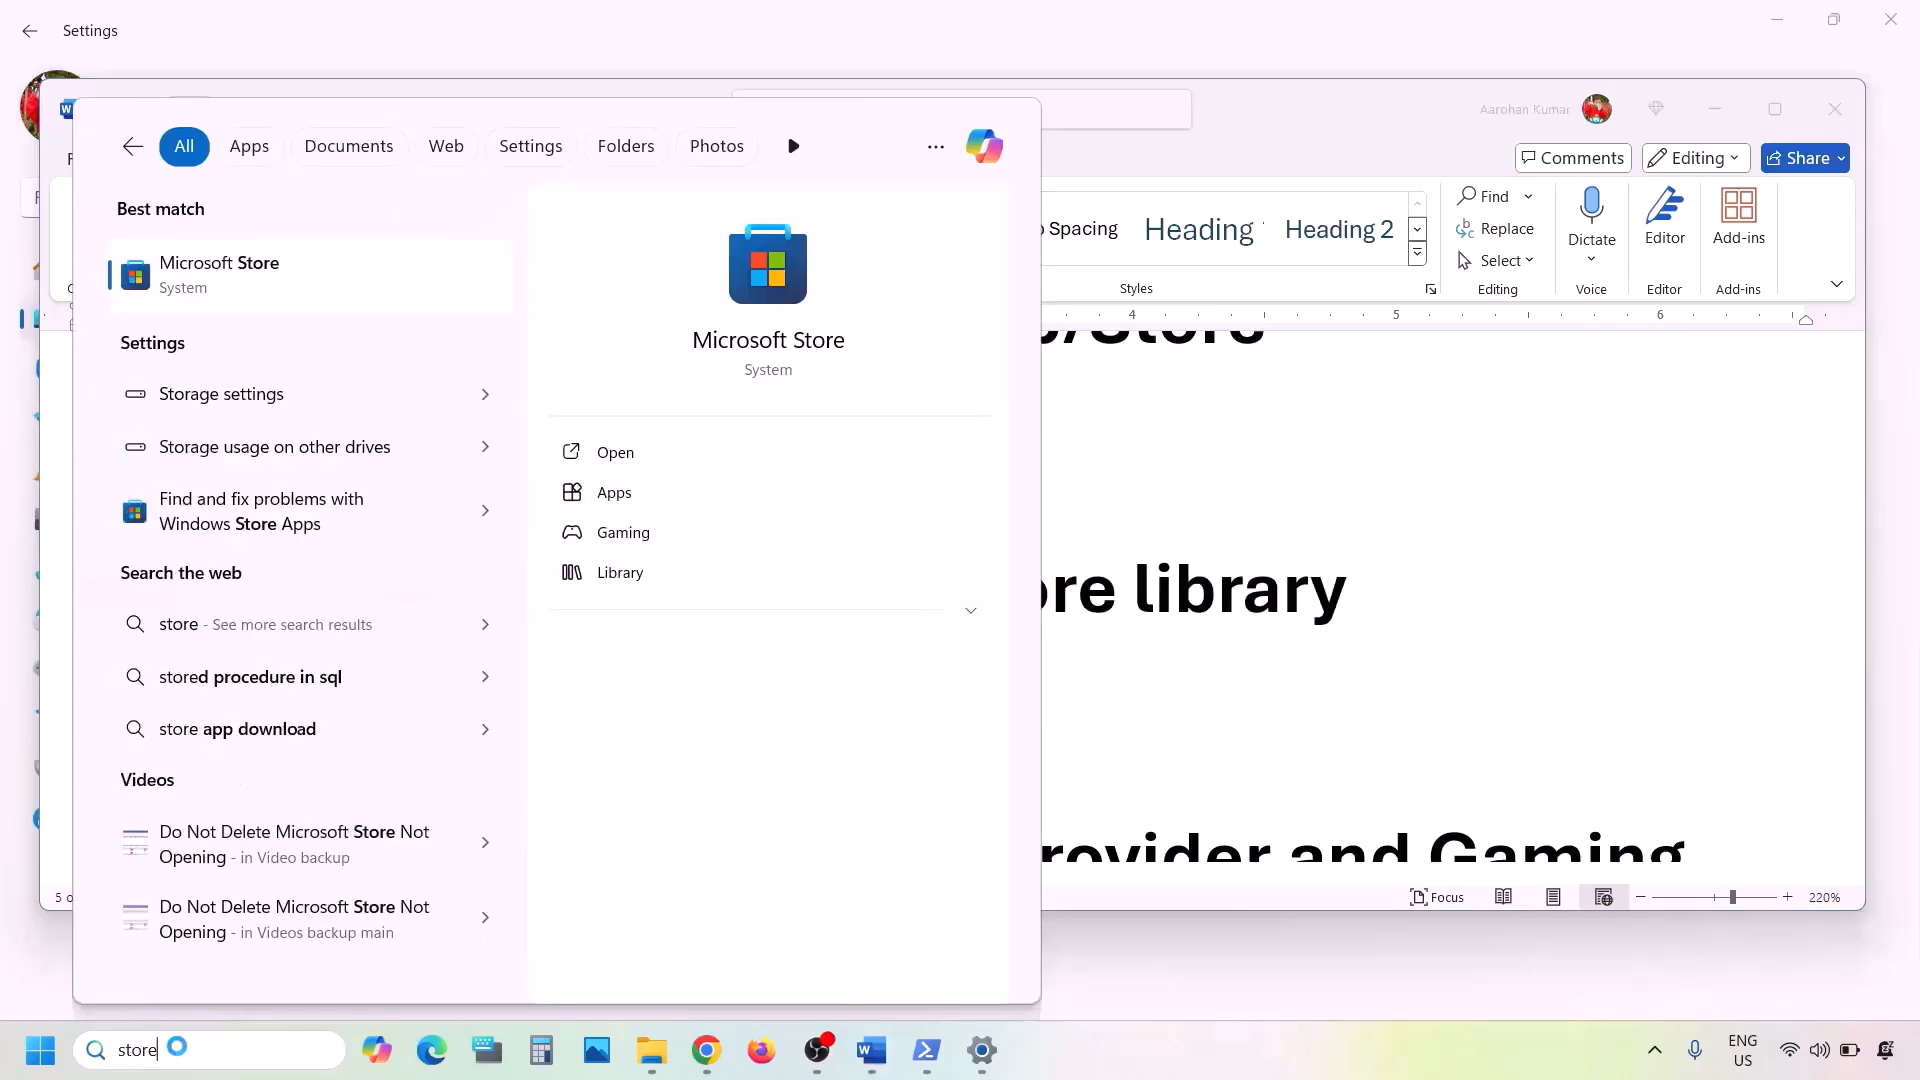 Settings
Aarohan Kumar
All
Apps
Documents
Web
Settings
Folders
Photos
Comments
Editing
Share
Best match
Microsoft Store
System
Settings
Storage settings
Storage usage on other drives
Find and fix problems with
Windows Store Apps
Search the web
store - See more search results
stored procedure in sql
store app download
Videos
Do Not Delete Microsoft Store Not
Opening - in Video backup
Do Not Delete Microsoft Store Not
Opening - in Videos backup main
Microsoft Store
System
Open
Apps
Gaming
Library
Spacing
Heading
Heading 2
Styles
Find
Replace
Select
Editing
Dictate
Voice
Editor
Editor
Add-ins
Add-ins
4
5
6
/Store
ore library
rovider and Gaming
5 o
Focus
220%
store
ENG
US